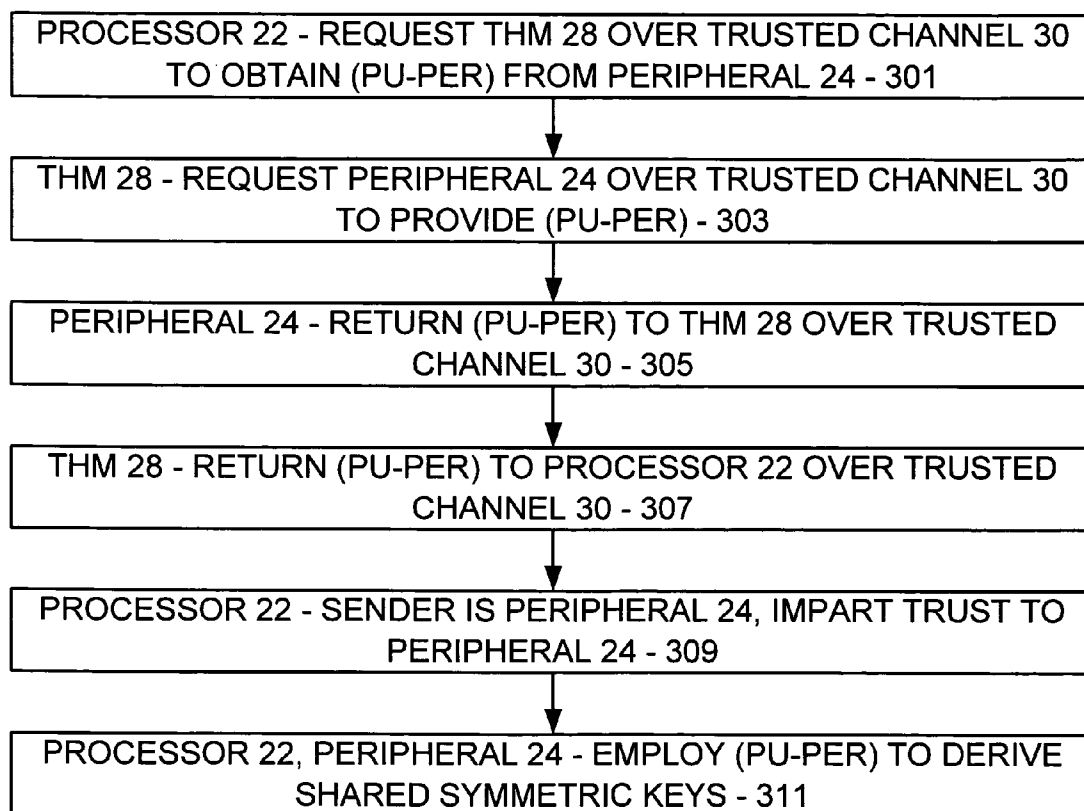 PROCESSOR 22 - REQUEST THM 28 OVER TRUSTED CHANNEL 30
TO OBTAIN (PU-PER) FROM PERIPHERAL 24 - 301
THM 28 - REQUEST PERIPHERAL 24 OVER TRUSTED CHANNEL 30
TO PROVIDE (PU-PER) - 303
PERIPHERAL 24 - RETURN (PU-PER) TO THM 28 OVER TRUSTED
CHANNEL 30 - 305
THM 28 - RETURN (PU-PER) TO PROCESSOR 22 OVER TRUSTED
CHANNEL 30 - 307
PROCESSOR 22 - SENDER IS PERIPHERAL 24, IMPART TRUST TO
PERIPHERAL 24 - 309
PROCESSOR 22, PERIPHERAL 24 - EMPLOY (PU-PER) TO DERIVE
SHARED SYMMETRIC KEYS - 311